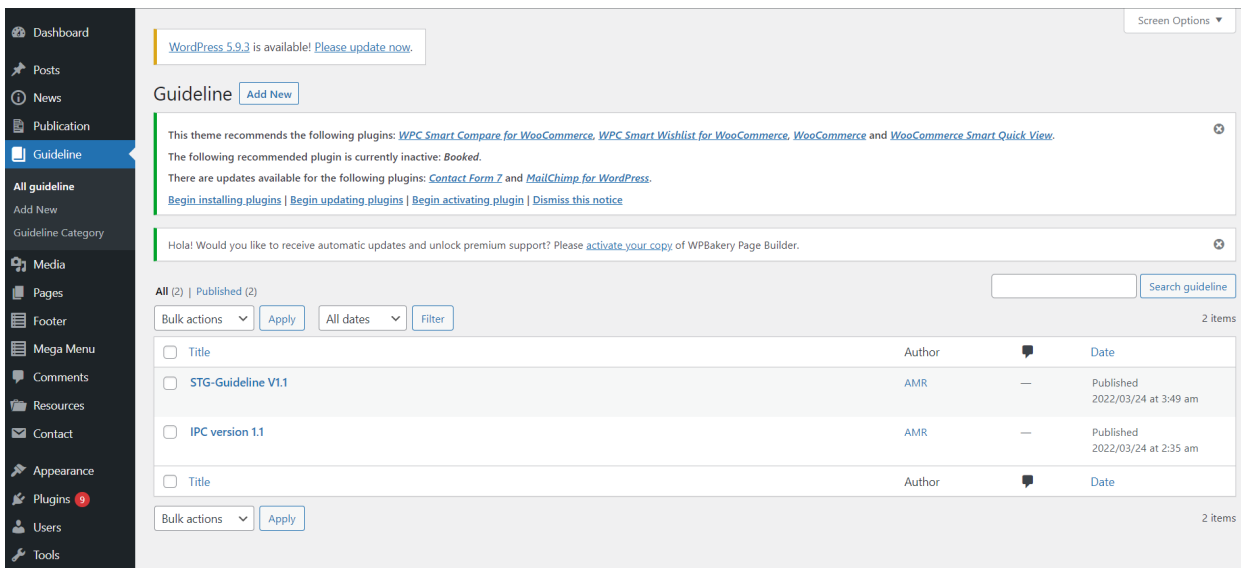 Screen Options ▼
Dashboard
Posts
News
Publication
Guideline
All guideline
Add New
Guideline Category
Media
Pages
Footer
Mega Menu
Comments
Resources
Contact
Appearance
Plugins 9
Users
Tools
WordPress 5.9.3 is available! Please update now.
Guideline Add New
This theme recommends the following plugins: WPC Smart Compare for WooCommerce, WPC Smart Wishlist for WooCommerce, WooCommerce and WooCommerce Smart Quick View.
The following recommended plugin is currently inactive: Booked.
There are updates available for the following plugins: Contact Form 7 and MailChimp for WordPress.
Begin installing plugins | Begin updating plugins | Begin activating plugin | Dismiss this notice
Hola! Would you like to receive automatic updates and unlock premium support? Please activate your copy of WPBakery Page Builder.
All (2) | Published (2)
Search guideline
Bulk actions Apply All dates Filter 2 items
Title Author Date
STG-Guideline V1.1 AMR — Published
2022/03/24 at 3:49 am
IPC version 1.1 AMR — Published
2022/03/24 at 2:35 am
Title Author Date
Bulk actions Apply 2 items